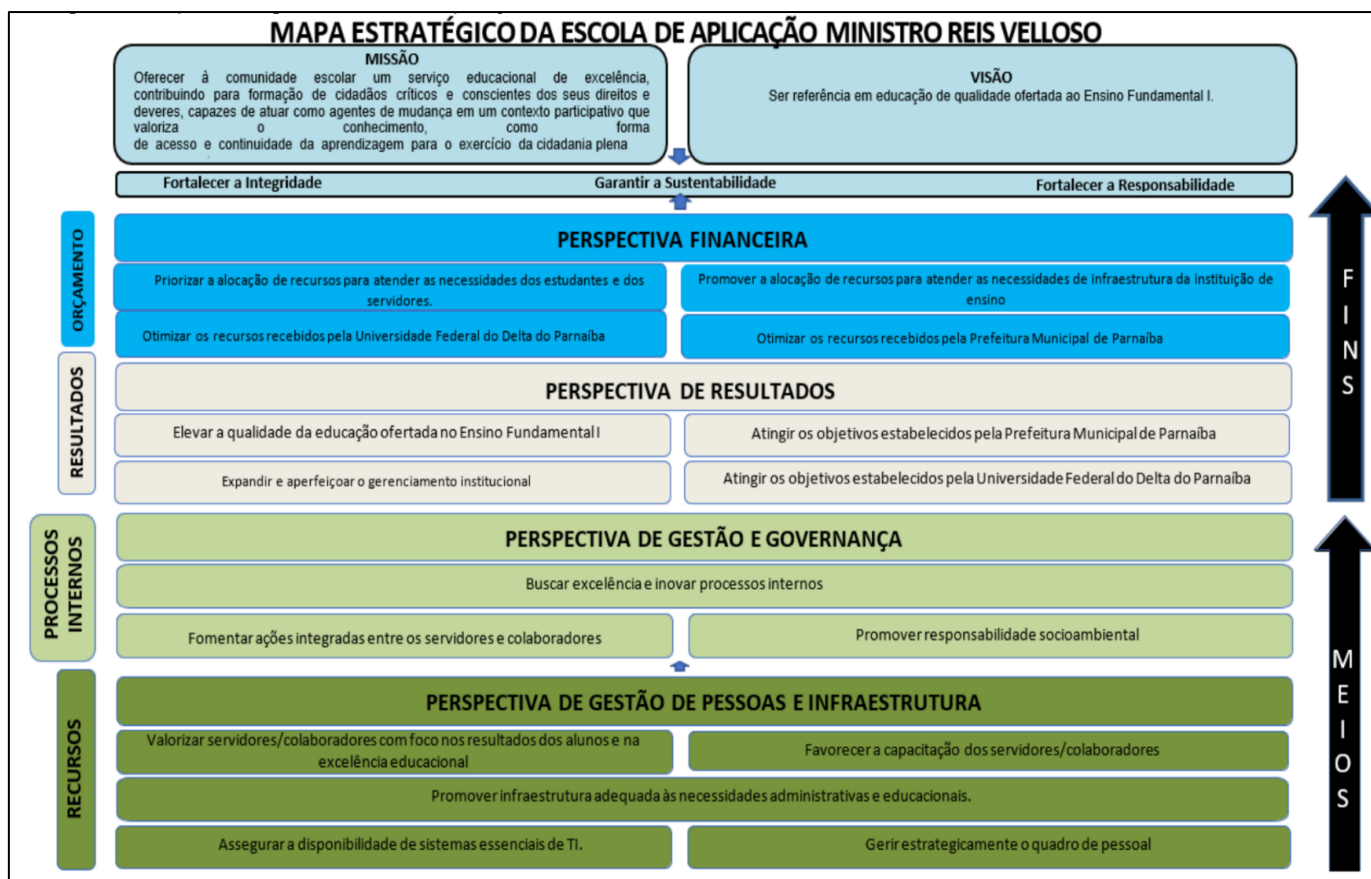 MAPA ESTRATÉGICO DA ESCOLA DE APLICAÇÃO MINISTRO REIS VELLOSO
MISSÃO
Oferecer à comunidade escolar um serviço educacional de excelência,
contribuindo para formação de cidadãos críticos e conscientes dos seus direitos e
deveres, capazes de atuar como agentes de mudança em um contexto participativo que
valoriza o conhecimento, como forma
de acesso e continuidade da aprendizagem para o exercício da cidadania plena
VISÃO
Ser referência em educação de qualidade ofertada ao Ensino Fundamental I.
Fortalecer a Integridade
Garantir a Sustentabilidade
Fortalecer a Responsabilidade
ORÇAMENTO
PERSPECTIVA FINANCEIRA
Priorizar a alocação de recursos para atender as necessidades dos estudantes e dos
servidores.
Promover a alocação de recursos para atender as necessidades de infraestrutura da instituição de
ensino
Otimizar os recursos recebidos pela Universidade Federal do Delta do Parnaíba
Otimizar os recursos recebidos pela Prefeitura Municipal de Parnaíba
RESULTADOS
PERSPECTIVA DE RESULTADOS
Elevar a qualidade da educação ofertada no Ensino Fundamental I
Atingir os objetivos estabelecidos pela Prefeitura Municipal de Parnaíba
Expandir e aperfeiçoar o gerenciamento institucional
Atingir os objetivos estabelecidos pela Universidade Federal do Delta do Parnaíba
FINS
PROCESSOS
INTERNOS
PERSPECTIVA DE GESTÃO E GOVERNANÇA
Buscar excelência e inovar processos internos
Fomentar ações integradas entre os servidores e colaboradores
Promover responsabilidade socioambiental
RECURSOS
PERSPECTIVA DE GESTÃO DE PESSOAS E INFRAESTRUTURA
Valorizar servidores/colaboradores com foco nos resultados dos alunos e na
excelência educacional
Favorecer a capacitação dos servidores/colaboradores
Promover infraestrutura adequada às necessidades administrativas e educacionais.
Assegurar a disponibilidade de sistemas essenciais de TI.
Gerir estrategicamente o quadro de pessoal
MEIOS